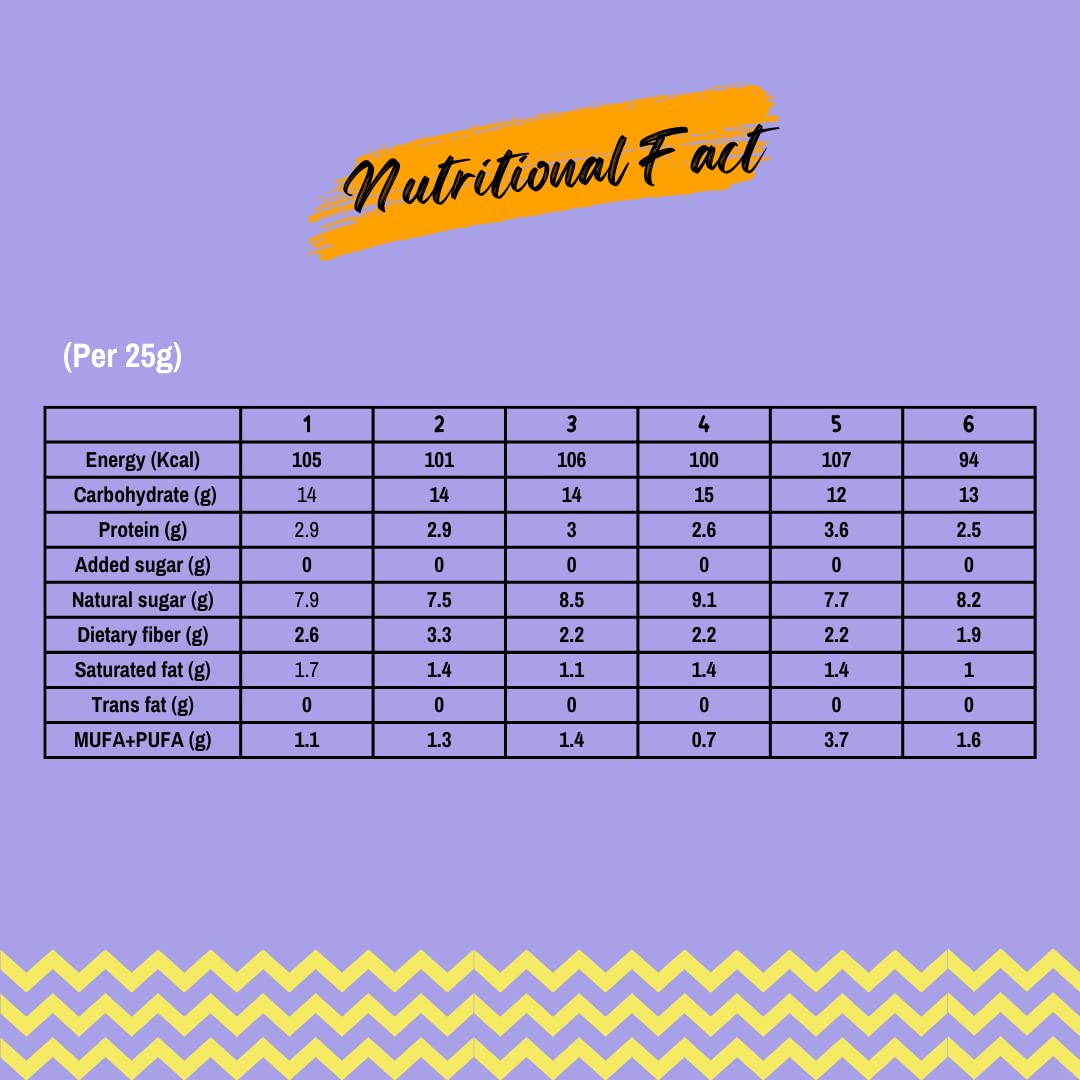 Nutritional Fact
(Per 25g)
1 2 3 4 5 6
Energy (Kcal) 105 101 106 100 107 94
Carbohydrate (g) 14 14 14 15 12 13
Protein (g) 2.9 2.9 3 2.6 3.6 2.5
Added sugar (g) 0 0 0 0 0 0
Natural sugar (g) 7.9 7.5 8.5 9.1 7.7 8.2
Dietary fiber (g) 2.6 3.3 2.2 2.2 2.2 1.9
Saturated fat (g) 1.7 1.4 1.1 1.4 1.4 1
Trans fat (g) 0 0 0 0 0 0
MUFA+PUFA (g) 1.1 1.3 1.4 0.7 3.7 1.6